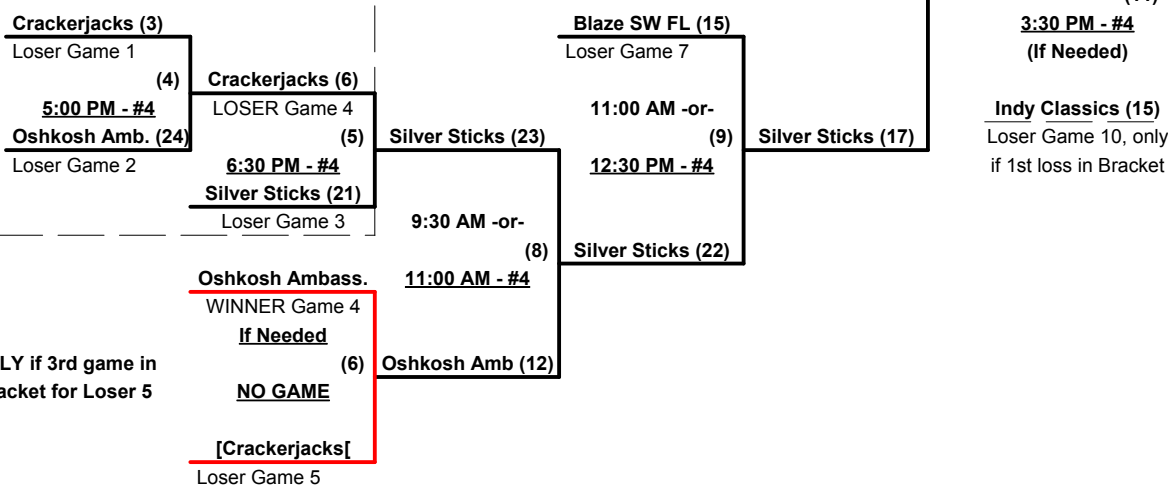 Crackerjacks (3)
Loser Game 1
(4)
5:00 PM - #4
Oshkosh Amb. (24)
Loser Game 2
Crackerjacks (6)
LOSER Game 4
(5)
6:30 PM - #4
Silver Sticks (21)
Loser Game 3
Silver Sticks (23)
9:30 AM -or-
(8)
11:00 AM - #4
Oshkosh Ambass.
WINNER Game 4
If Needed
(6)
NO GAME
[Crackerjacks[
Loser Game 5
LY if 3rd game in
acket for Loser 5
Oshkosh Amb (12)
Blaze SW FL (15)
Loser Game 7
11:00 AM -or-
(9)
12:30 PM - #4
Silver Sticks (22)
Silver Sticks (17)
3:30 PM - #4
(If Needed)
Indy Classics (15)
Loser Game 10, only
if 1st loss in Bracket